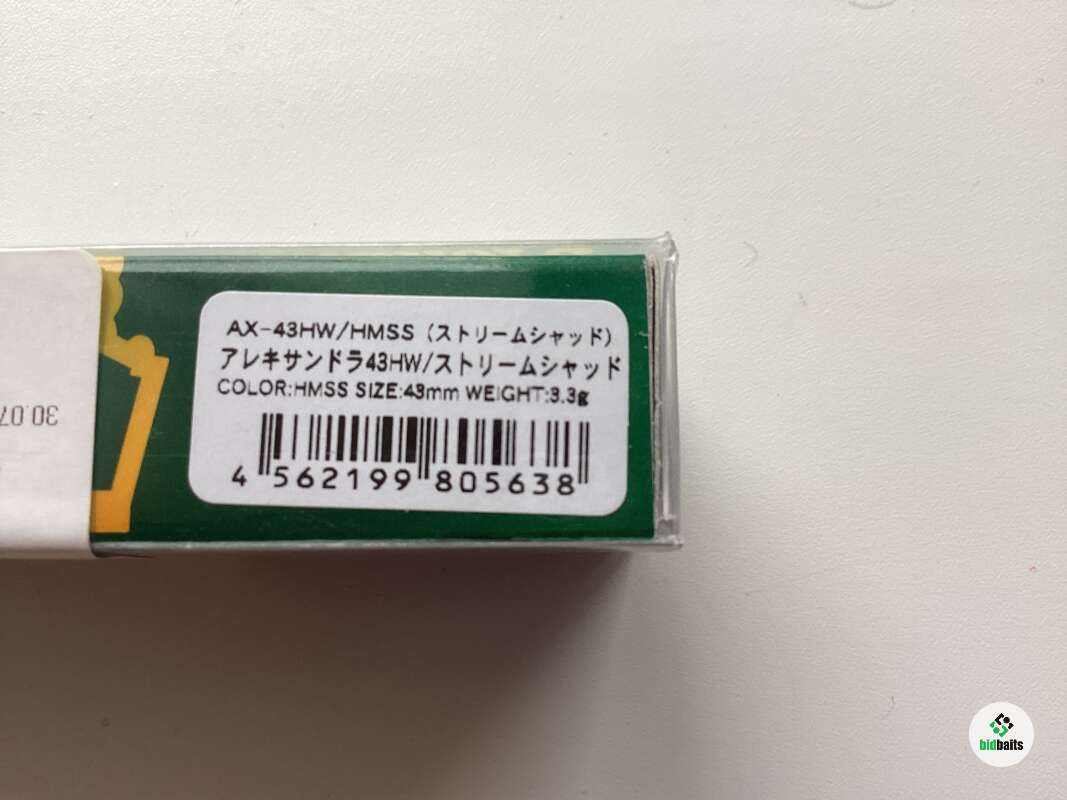 AX-43HW/HMSS (ストリームシャッド)
アレキサンドラ43HW/ストリームシャッド
COLOR:HMSS SIZE:43mm WEIGHT:3.3g
4 562199 805638
30.07
bidbaits